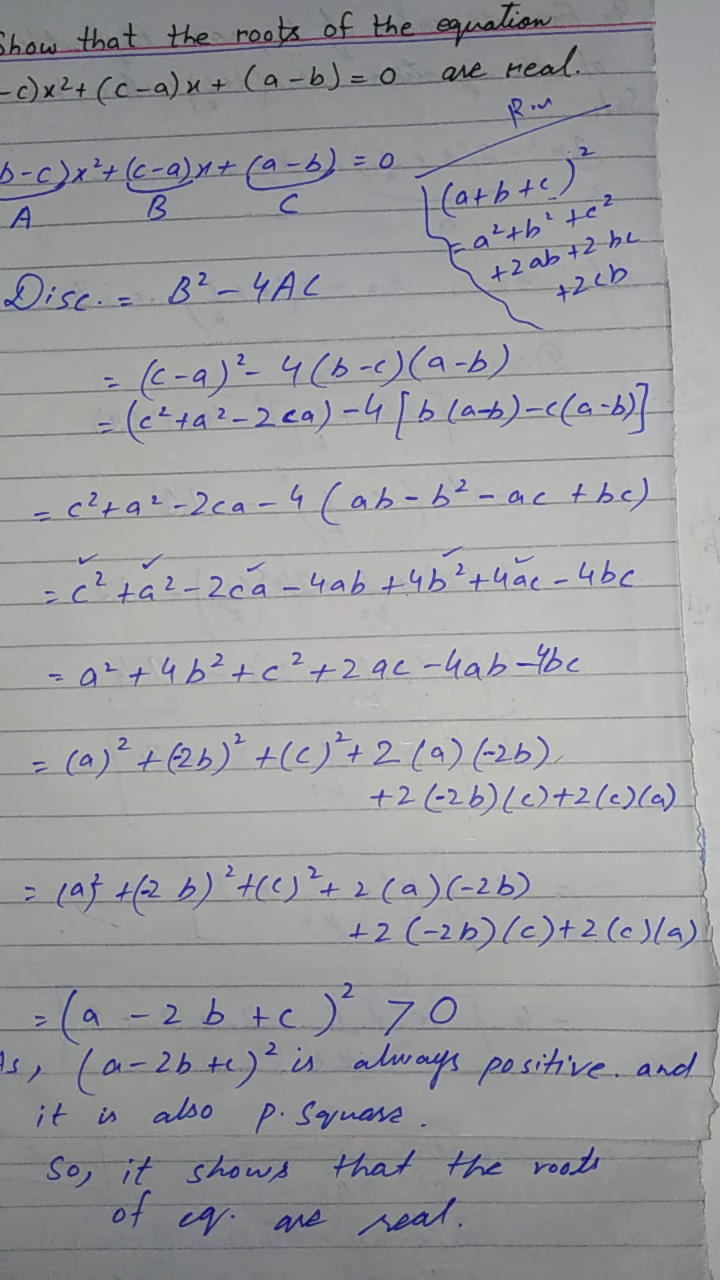 Show that the roots of the equation
-c)x²+(c-a)x+(a-b)=0 are real.
R.w
b-c)x²+(c-a)x+(a-b)=0
A B C
(a+b+c)²
=a²+b²+c²
+2ab+2bc
+2cb
Disc. = B²-4AC
= (c-a)²-4(b-c)(a-b)
= (c²+a²-2ca)-4[b(a-b)-c(a-b)]
= c²+a²-2ca-4(ab-b²-ac+bc)
= c²+a²-2ca-4ab+4b²+4ac-4bc
= a²+4b²+c²+2ac-4ab-4bc
= (a)²+(-2b)²+(c)²+2(a)(-2b)
+2(-2b)(c)+2(c)(a)
= (a)²+(-2b)²+(c)²+2(a)(-2b)
+2(-2b)(c)+2(c)(a)
= (a-2b+c)²>0
As, (a-2b+c)² is always positive. and
it is also p. square.
So, it shows that the roots
of eq. are real.